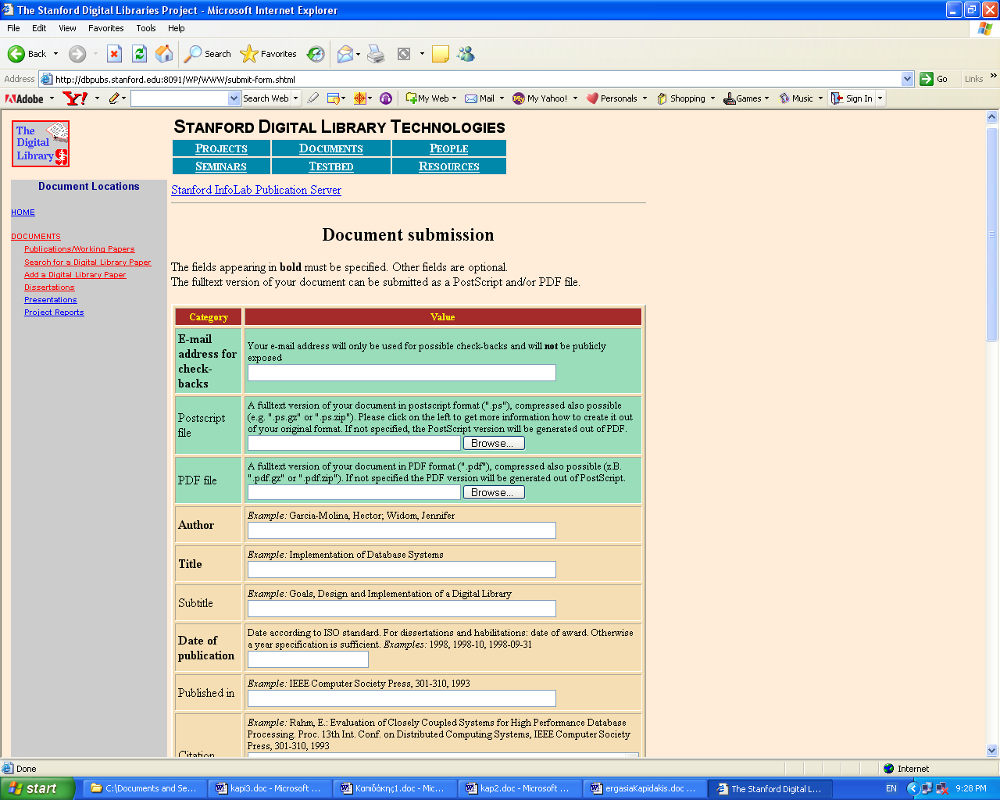 The Stanford Digital Libraries Project - Microsoft Internet Explorer
File Edit View Favorites Tools Help
Back Search Favorites
Address http://dbpubs.stanford.edu:8091/WP/WWW/submit-form.shtml Go Links »
Adobe Y! Search Web My Web Mail My Yahoo! Personals Shopping Games Music Sign In
The Digital Library
STANFORD DIGITAL LIBRARY TECHNOLOGIES
PROJECTS DOCUMENTS PEOPLE
SEMINARS TESTBED RESOURCES
Document Locations
HOME
DOCUMENTS
Publications/Working Papers
Search for a Digital Library Paper
Add a Digital Library Paper
Dissertations
Presentations
Project Reports
Stanford InfoLab Publication Server
Document submission
The fields appearing in bold must be specified. Other fields are optional.
The fulltext version of your document can be submitted as a PostScript and/or PDF file.
Category Value
E-mail address for check-backs
Your e-mail address will only be used for possible check-backs and will not be publicly
exposed
Postscript file
A fulltext version of your document in postscript format (".ps"), compressed also possible
(e.g. ".ps.gz" or ".ps.zip"). Please click on the left to get more information how to create it out
of your original format. If not specified, the PostScript version will be generated out of PDF.
Browse...
PDF file
A fulltext version of your document in PDF format (".pdf"), compressed also possible (z.B.
".pdf.gz" or ".pdf.zip"). If not specified the PDF version will be generated out of PostScript.
Browse...
Author
Example: Garcia-Molina, Hector; Widom, Jennifer
Title
Example: Implementation of Database Systems
Subtitle
Example: Goals, Design and Implementation of a Digital Library
Date of publication
Date according to ISO standard. For dissertations and habilitations: date of award. Otherwise
a year specification is sufficient. Examples: 1998, 1998-10, 1998-09-31
Published in
Example: IEEE Computer Society Press, 301-310, 1993
Citation
Example: Rahm, E.: Evaluation of Closely Coupled Systems for High Performance Database
Processing. Proc. 13th Int. Conf. on Distributed Computing Systems, IEEE Computer Society
Press, 301-310, 1993
Done Internet
start C:\Documents and Se... kapi3.doc - Microsoft ... Καπιδάκης1.doc - Mic... kap2.doc - Microsoft ... ergasiaKapidakis.doc ... The Stanford Digital L... EN 9:28 PM